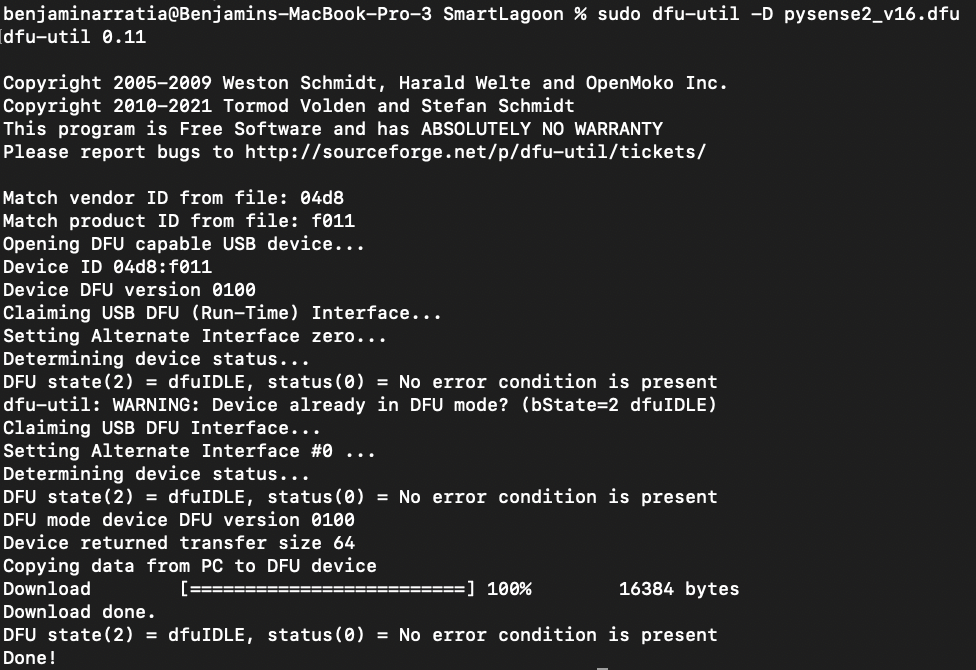 benjaminarratia@Benjamins-MacBook-Pro-3 SmartLagoon % sudo dfu-util -D pysense2_v16.dfu
dfu-util 0.11
Copyright 2005-2009 Weston Schmidt, Harald Welte and OpenMoko Inc.
Copyright 2010-2021 Tormod Volden and Stefan Schmidt
This program is Free Software and has ABSOLUTELY NO WARRANTY
Please report bugs to http://sourceforge.net/p/dfu-util/tickets/
Match vendor ID from file: 04d8
Match product ID from file: f011
Opening DFU capable USB device...
Device ID 04d8:f011
Device DFU version 0100
Claiming USB DFU (Run-Time) Interface...
Setting Alternate Interface zero...
Determining device status...
DFU state(2) = dfuIDLE, status(0) = No error condition is present
dfu-util: WARNING: Device already in DFU mode? (bState=2 dfuIDLE)
Claiming USB DFU Interface...
Setting Alternate Interface #0 ...
Determining device status...
DFU state(2) = dfuIDLE, status(0) = No error condition is present
DFU mode device DFU version 0100
Device returned transfer size 64
Copying data from PC to DFU device
Download        [=========================] 100%        16384 bytes
Download done.
DFU state(2) = dfuIDLE, status(0) = No error condition is present
Done!